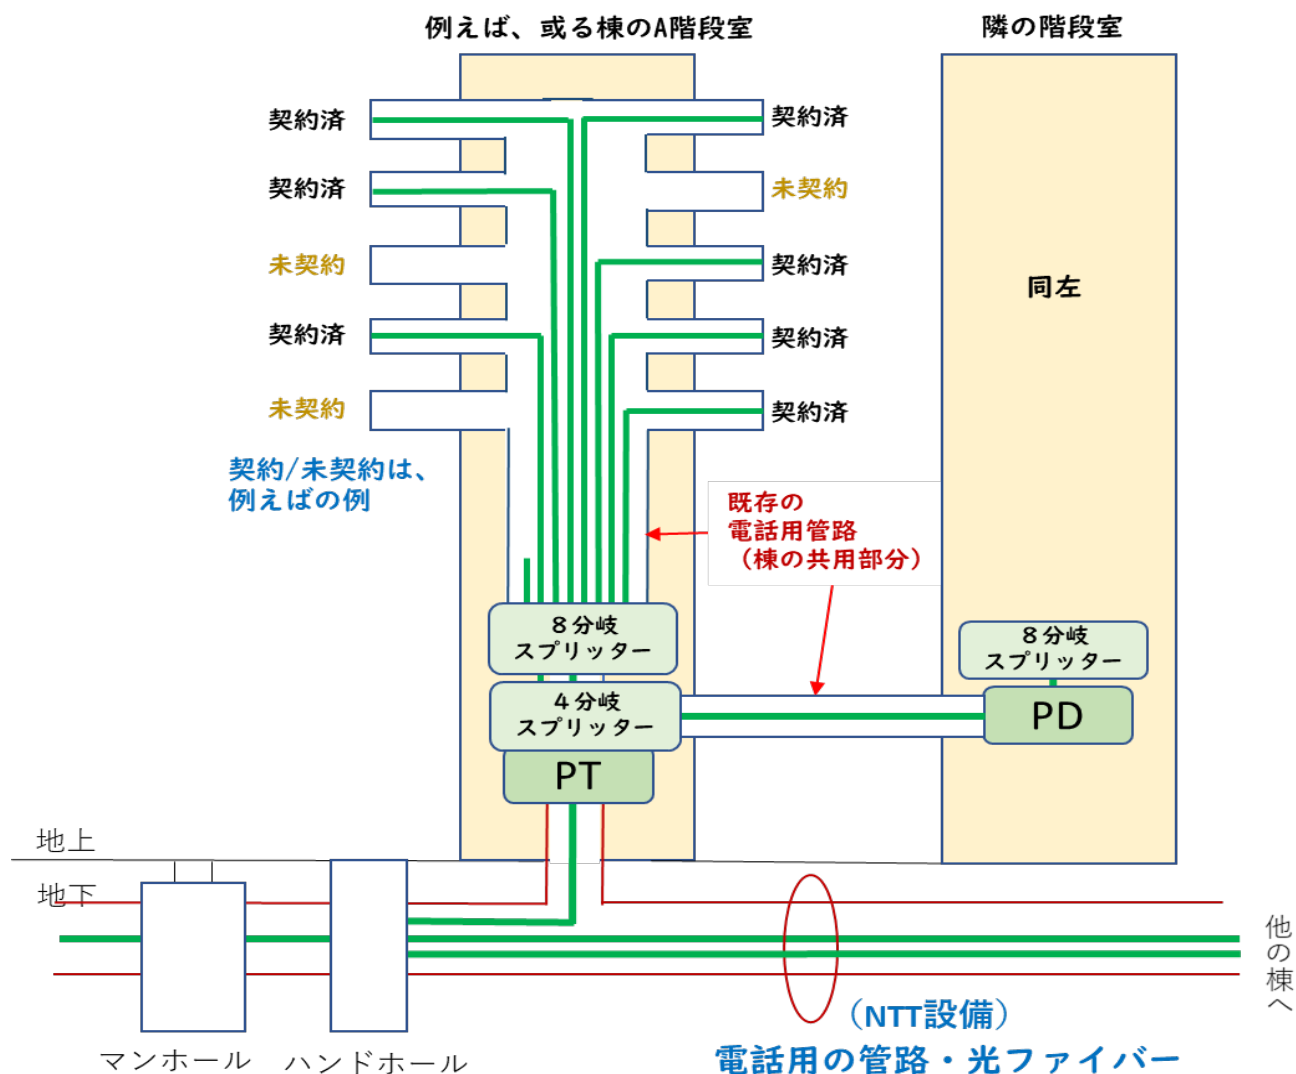 例えば、或る棟のA階段室
隣の階段室
契約済
契約済
契約済
未契約
未契約
契約済
同左
契約済
契約済
未契約
契約済
契約/未契約は、
例えばの例
既存の
電話用管路
（棟の共用部分）
８分岐
スプリッター
８分岐
スプリッター
４分岐
スプリッター
PD
PT
地上
地下
他の棟へ
（NTT設備）
電話用の管路・光ファイバー
マンホール
ハンドホール